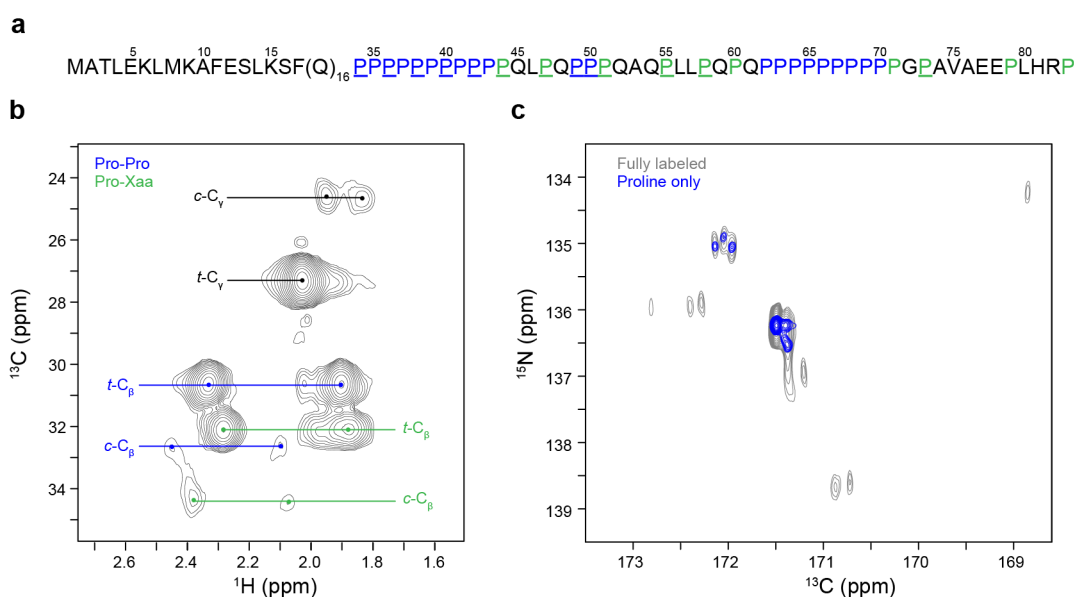 a
5 10 15 35 40 45 50 55 60 65 70 75 80
MATLEKLMKAFESLKSF(Q)₁₆ PPPPPPPPPPPQLPQPPPQAQPLLPQPQPPPPPPPPPPGPAVAEEPLHRP
b
c
Pro-Pro
Pro-Xaa
c-Cγ
t-Cγ
t-Cβ
t-Cβ
c-Cβ
c-Cβ
24
26
28
30
32
34
¹³C (ppm)
2.6 2.4 2.2 2.0 1.8 1.6
¹H (ppm)
Fully labeled
Proline only
134
135
136
137
138
139
¹⁵N (ppm)
173 172 171 170 169
¹³C (ppm)